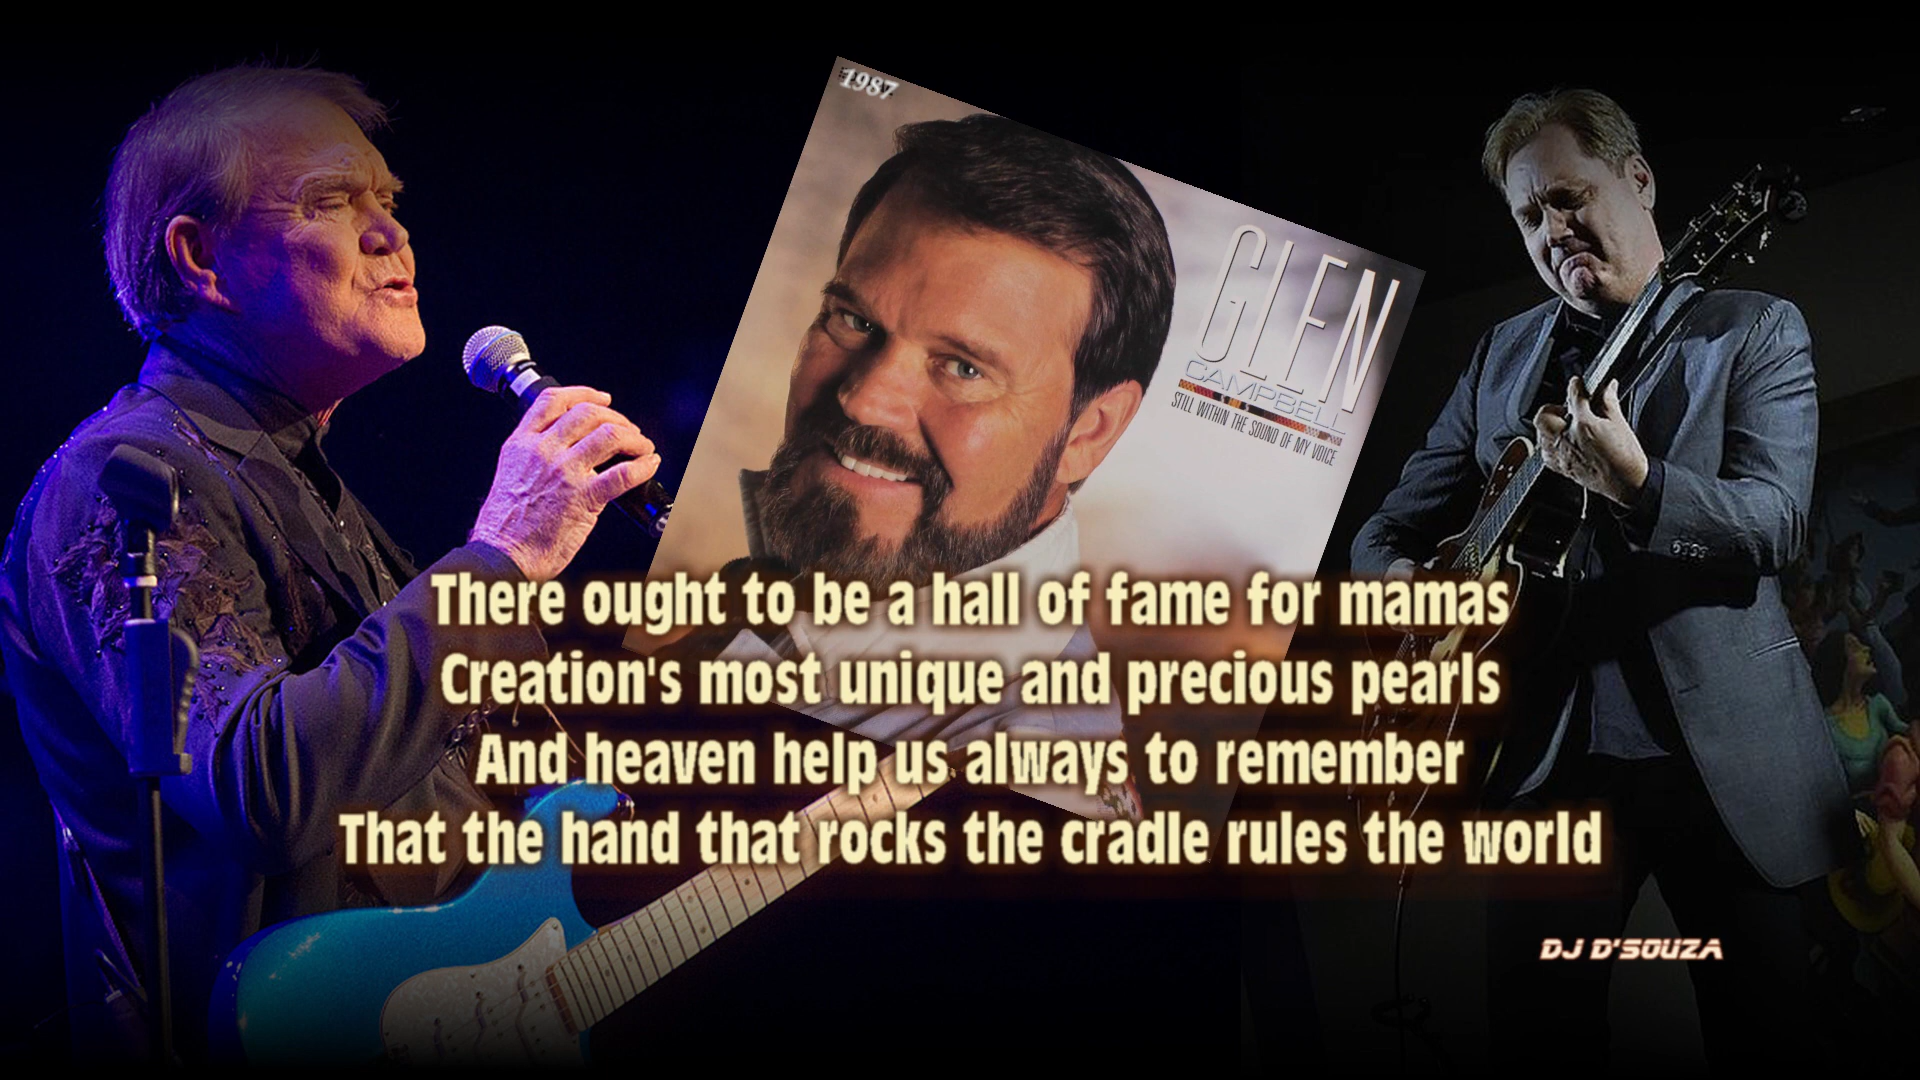 1987
GLEN
CAMPBELL
STILL WITHIN THE SOUND OF MY VOICE
There ought to be a hall of fame for mamas
Creation's most unique and precious pearls
And heaven help us always to remember
That the hand that rocks the cradle rules the world
DJ D'SOUZA